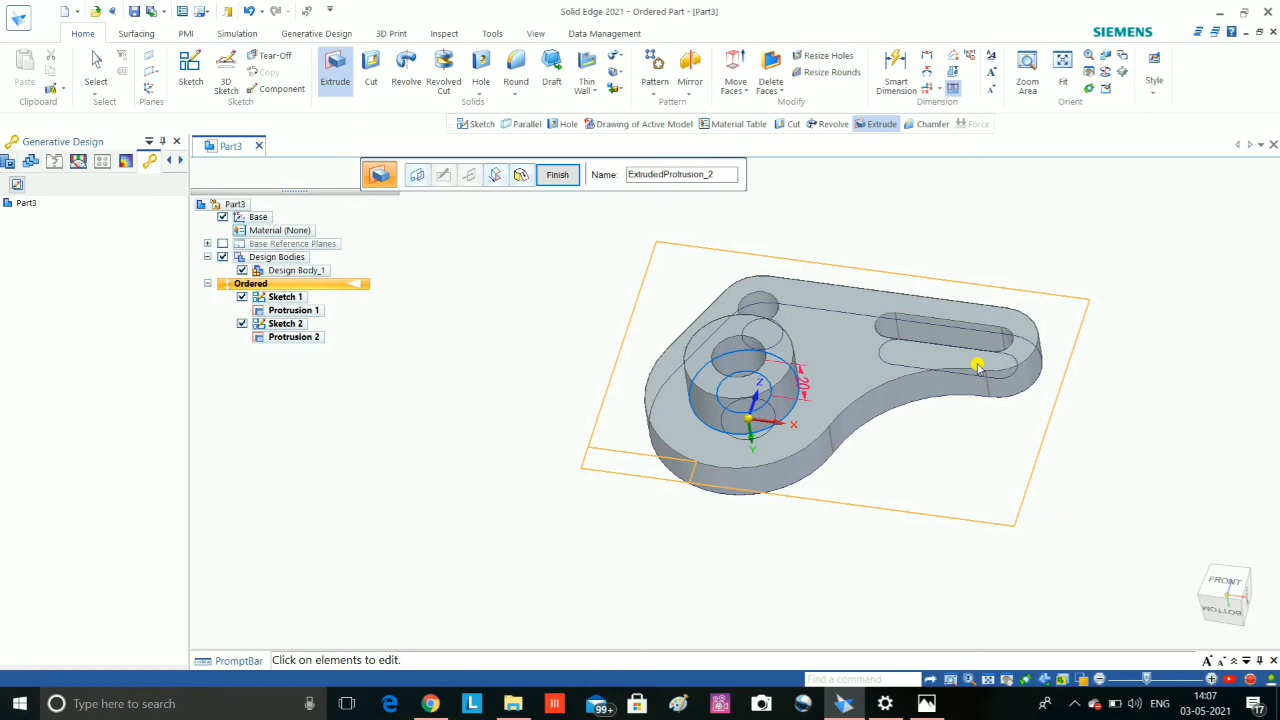 Solid Edge 2021 - Ordered Part - [Part3]
Home Surfacing PMI Simulation Generative Design 3D Print Inspect Tools View Data Management SIEMENS
Paste Select Sketch 3D Sketch Tear-Off Copy Component Extrude Cut Revolve Revolved Cut Hole Round Draft Thin Wall Pattern Mirror Move Faces Delete Faces Resize Holes Resize Rounds Smart Dimension Zoom Area Fit Style
Clipboard Select Planes Sketch Solids Pattern Modify Dimension Orient Style
Sketch Parallel Hole Drawing of Active Model Material Table Cut Revolve Extrude Chamfer Force
Generative Design
Part3
Finish Name: ExtrudedProtrusion_2
Part3
Part3
Base
Material (None)
Base Reference Planes
Design Bodies
Design Body_1
Ordered
Sketch 1
Protrusion 1
Sketch 2
Protrusion 2
20
Z
X
Y
FRONT
BOTTOM
PromptBar Click on elements to edit.
Find a command
Type here to search
99+
ENG
14:07
03-05-2021
17